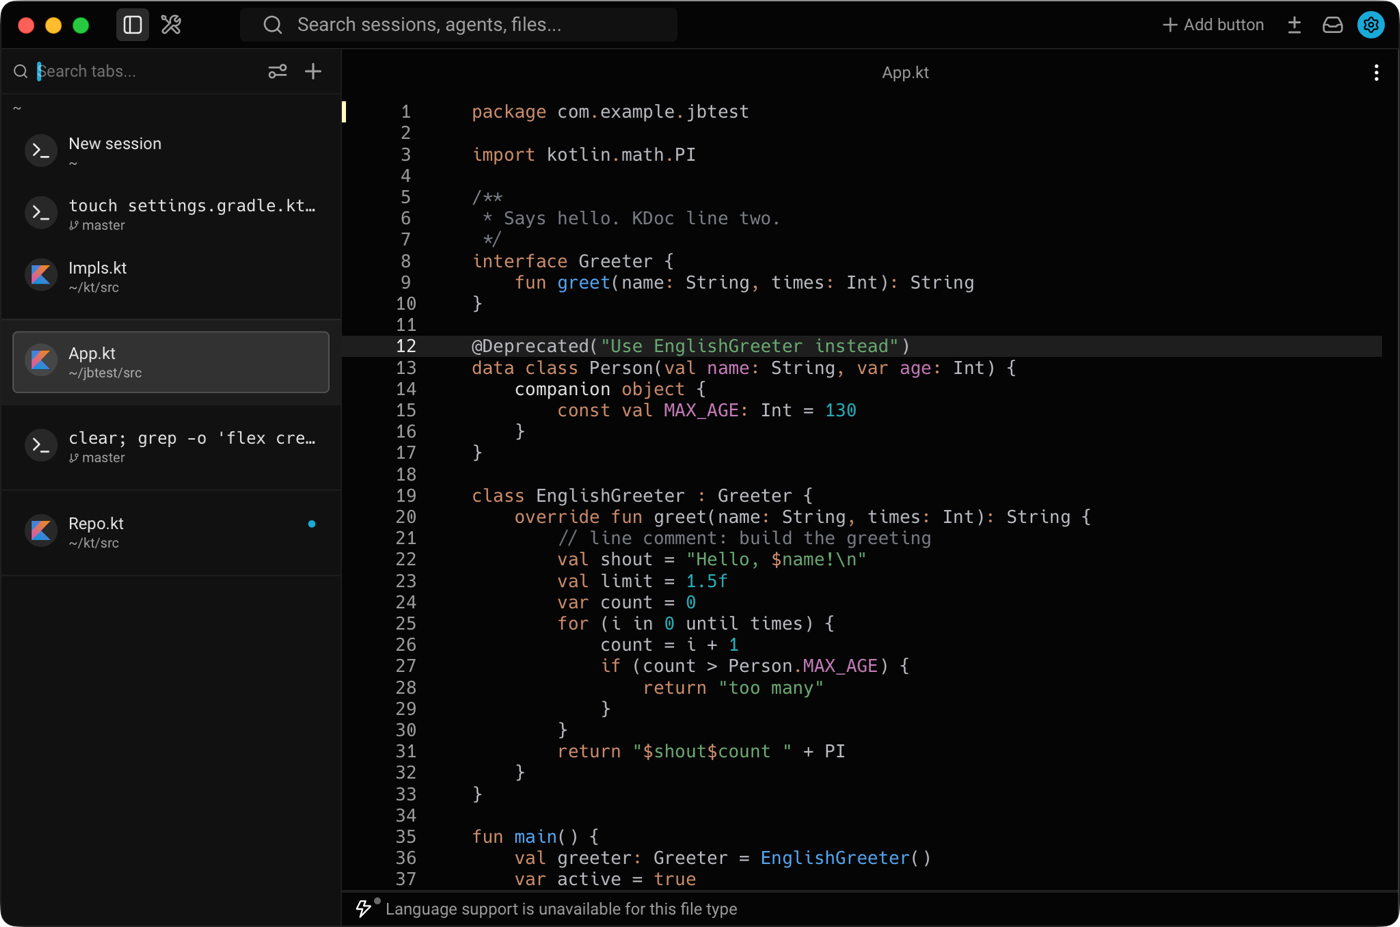 Search sessions, agents, files...
Add button
Search tabs...
~
New session
~
touch settings.gradle.kt…
master
Impls.kt
~/kt/src
App.kt
~/jbtest/src
clear; grep -o 'flex cre…
master
Repo.kt
~/kt/src
App.kt
1 package com.example.jbtest
2
3 import kotlin.math.PI
4
5 /**
6  * Says hello. KDoc line two.
7  */
8 interface Greeter {
9     fun greet(name: String, times: Int): String
10 }
11
12 @Deprecated("Use EnglishGreeter instead")
13 data class Person(val name: String, var age: Int) {
14     companion object {
15         const val MAX_AGE: Int = 130
16     }
17 }
18
19 class EnglishGreeter : Greeter {
20     override fun greet(name: String, times: Int): String {
21         // line comment: build the greeting
22         val shout = "Hello, $name!\n"
23         val limit = 1.5f
24         var count = 0
25         for (i in 0 until times) {
26             count = i + 1
27             if (count > Person.MAX_AGE) {
28                 return "too many"
29             }
30         }
31         return "$shout$count " + PI
32     }
33 }
34
35 fun main() {
36     val greeter: Greeter = EnglishGreeter()
37     var active = true
Language support is unavailable for this file type